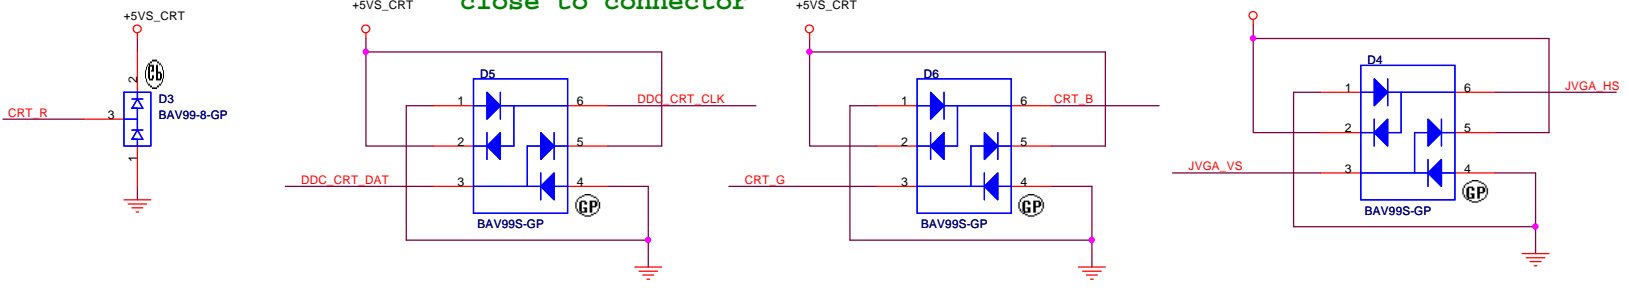 +5VS_CRT
CRT_R
2
3
1
D3
BAV99-8-GP
+5VS_CRT
close to connector
D5
1
2
3
6
5
4
DDC_CRT_CLK
DDC_CRT_DAT
GP
BAV99S-GP
+5VS_CRT
D6
1
2
3
6
5
4
CRT_B
CRT_G
GP
BAV99S-GP
D4
1
2
3
6
5
4
JVGA_HS
JVGA_VS
GP
BAV99S-GP